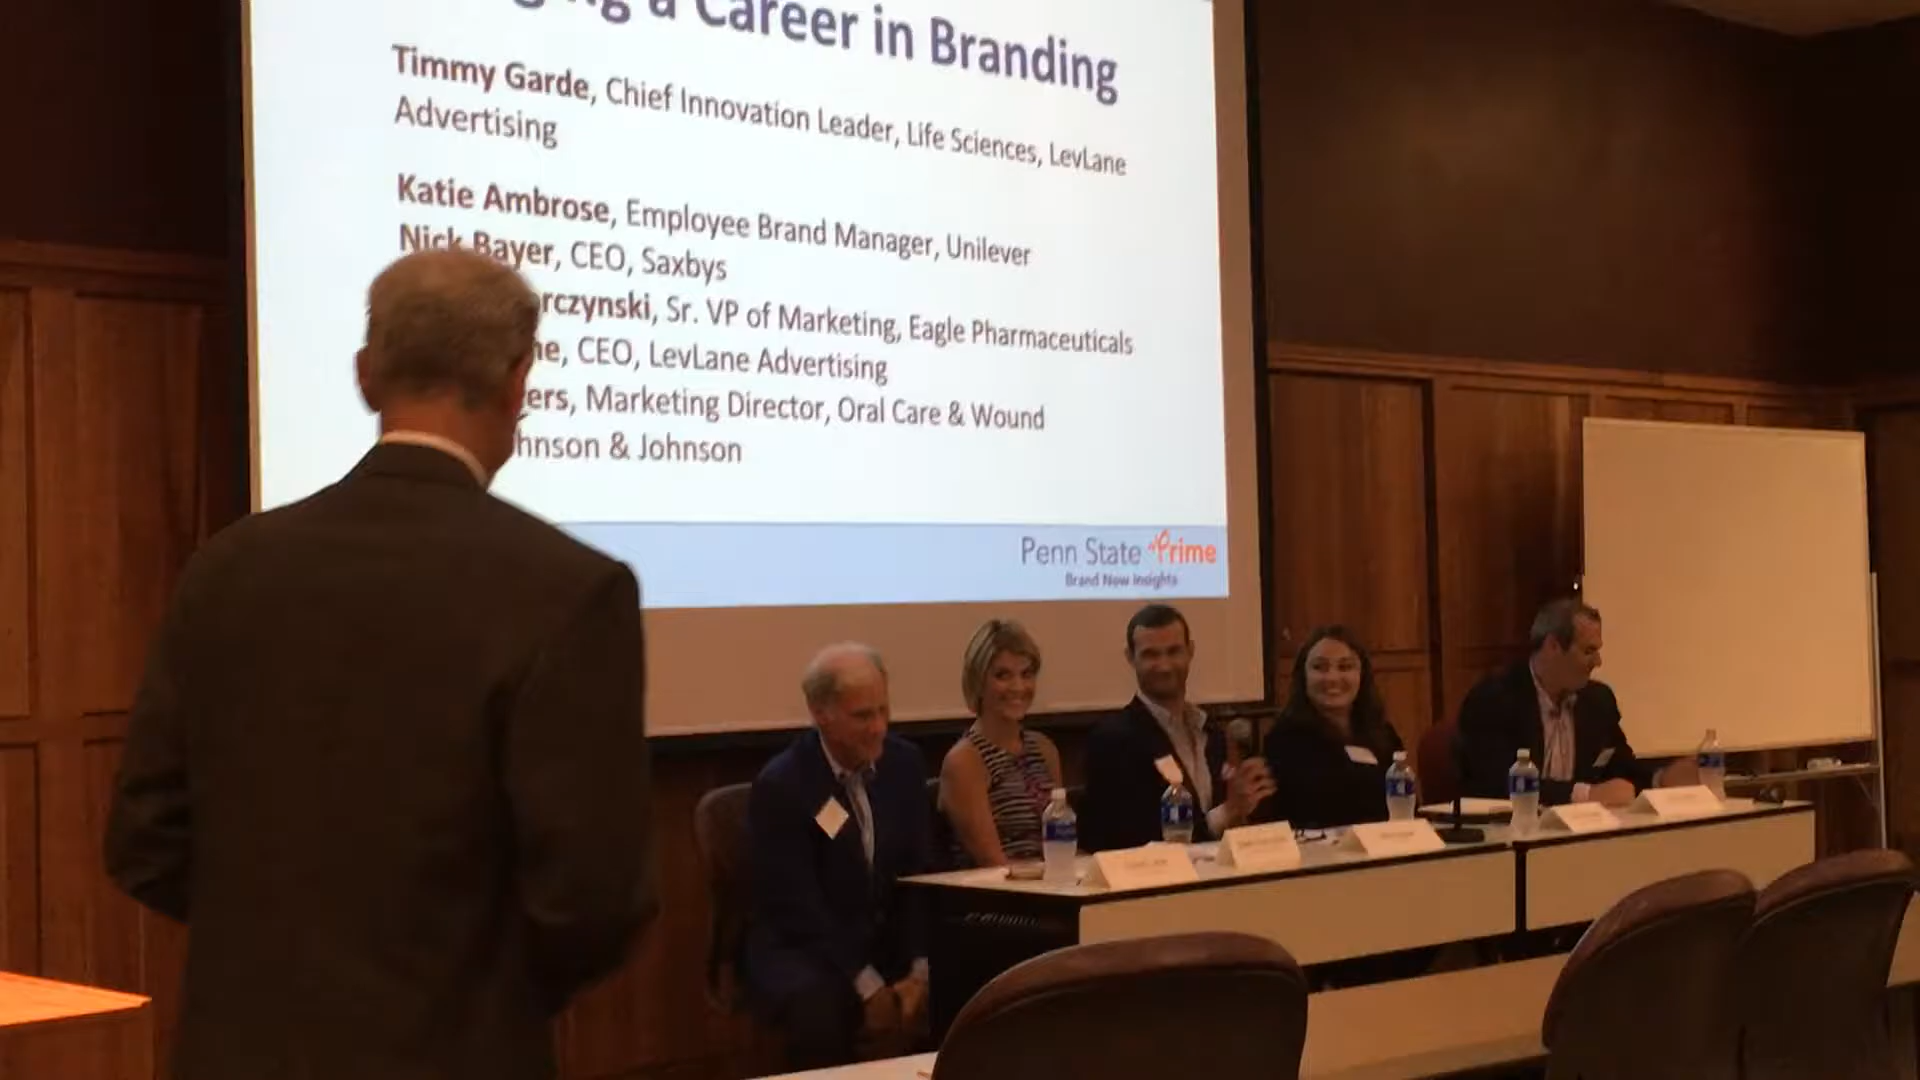 a Career in Branding
Timmy Garde, Chief Innovation Leader, Life Sciences, LevLane
Advertising
Katie Ambrose, Employee Brand Manager, Unilever
Nick Bayer, CEO, Saxbys
rczynski, Sr. VP of Marketing, Eagle Pharmaceuticals
ne, CEO, LevLane Advertising
ers, Marketing Director, Oral Care & Wound
hnson & Johnson
Penn State Prime
Brand New Insights